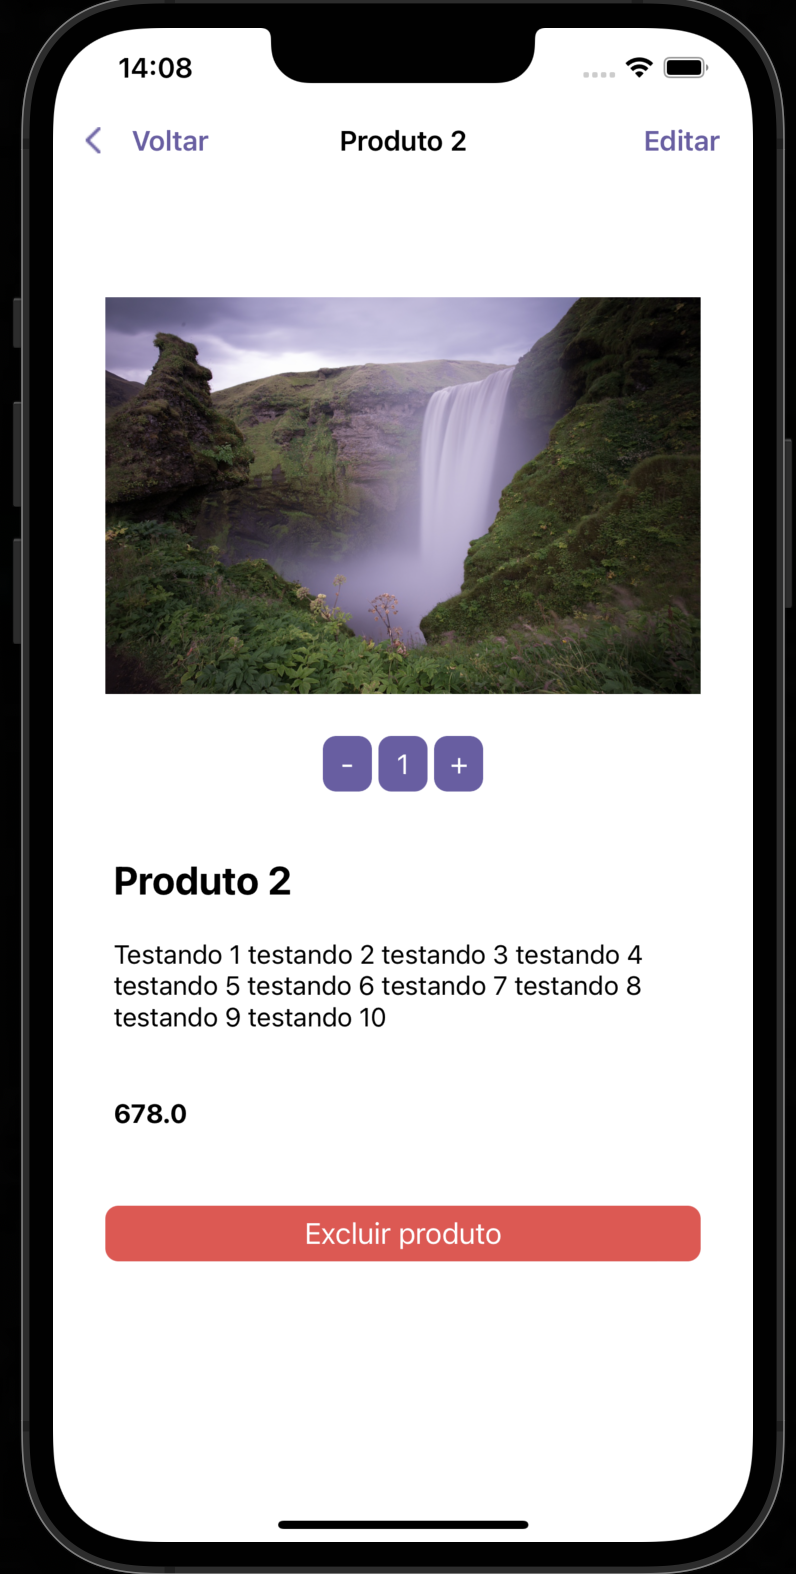 14:08
Voltar Produto 2 Editar
- 1 +
Produto 2
Testando 1 testando 2 testando 3 testando 4
testando 5 testando 6 testando 7 testando 8
testando 9 testando 10
678.0
Excluir produto